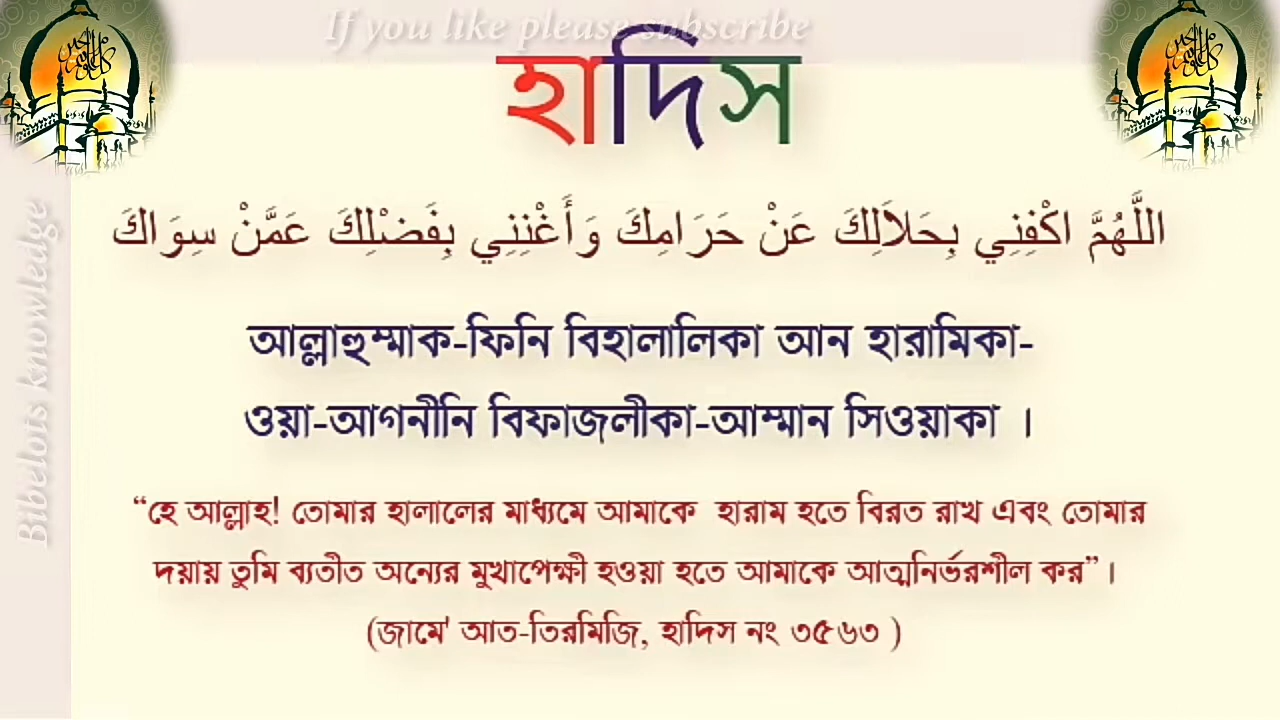 If you like please subscribe
হাদিস
اللَّهُمَّ اكْفِنِي بِحَلاَلِكَ عَنْ حَرَامِكَ وَأَغْنِنِي بِفَضْلِكَ عَمَّنْ سِوَاكَ
আল্লাহুম্মাক-ফিনি বিহালালিকা আন হারামিকা-
ওয়া-আগনীনি বিফাজলীকা-আম্মান সিওয়াকা ।
“হে আল্লাহ! তোমার হালালের মাধ্যমে আমাকে হারাম হতে বিরত রাখ এবং তোমার
দয়ায় তুমি ব্যতীত অন্যের মুখাপেক্ষী হওয়া হতে আমাকে আত্মনির্ভরশীল কর”।
(জামে' আত-তিরমিজি, হাদিস নং ৩৫৬৩ )
Bibelots knowledge